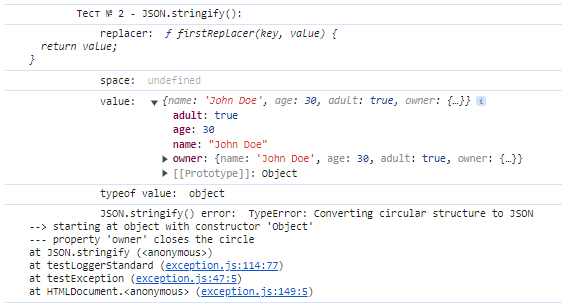 Тест № 2 - JSON.stringify():
replacer: ƒ firstReplacer(key, value) {
return value;
}
space: undefined
value: ▼ {name: 'John Doe', age: 30, adult: true, owner: {…}} i
adult: true
age: 30
name: "John Doe"
▶ owner: {name: 'John Doe', age: 30, adult: true, owner: {…}}
▶ [[Prototype]]: Object
typeof value: object
JSON.stringify() error: TypeError: Converting circular structure to JSON
--> starting at object with constructor 'Object'
--- property 'owner' closes the circle
at JSON.stringify (<anonymous>)
at testLoggerStandard (exception.js:114:77)
at testException (exception.js:47:5)
at HTMLDocument.<anonymous> (exception.js:149:5)